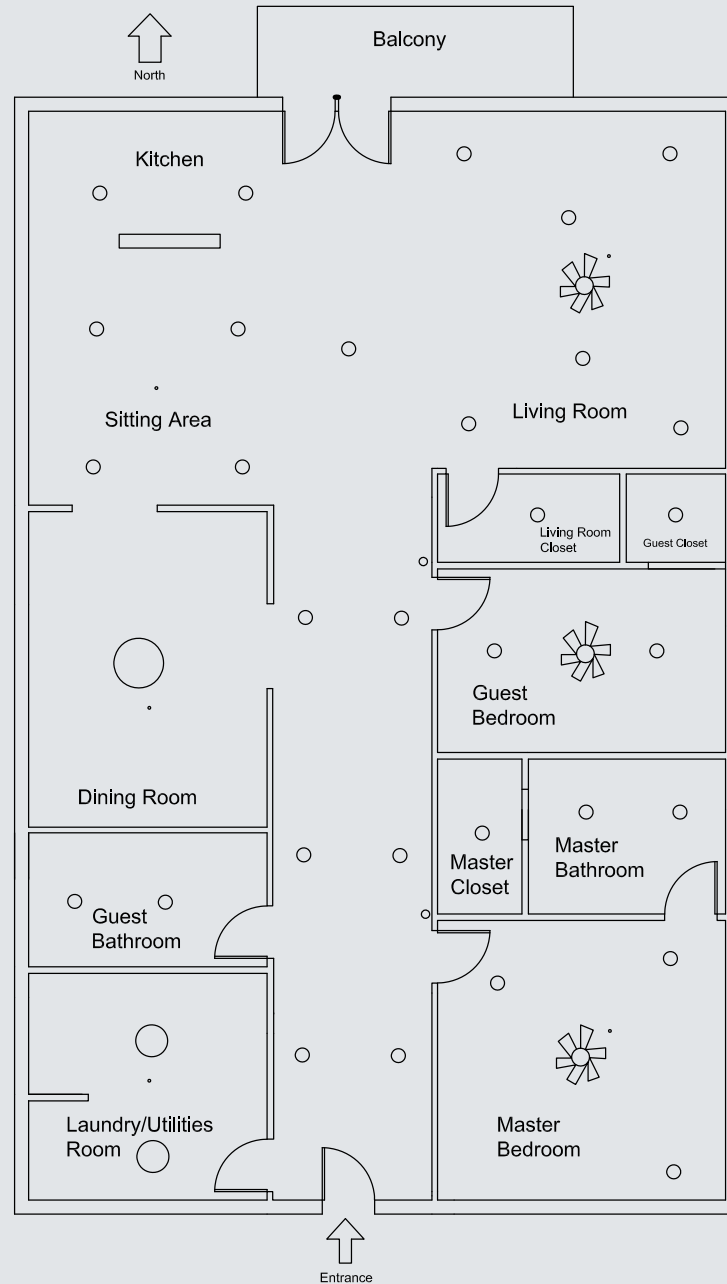 Balcony
North
Kitchen
Living Room
Sitting Area
Living Room
Closet
Guest Closet
Guest
Bedroom
Dining Room
Master
Closet
Master
Bathroom
Guest
Bathroom
Laundry/Utilities
Room
Master
Bedroom
Entrance